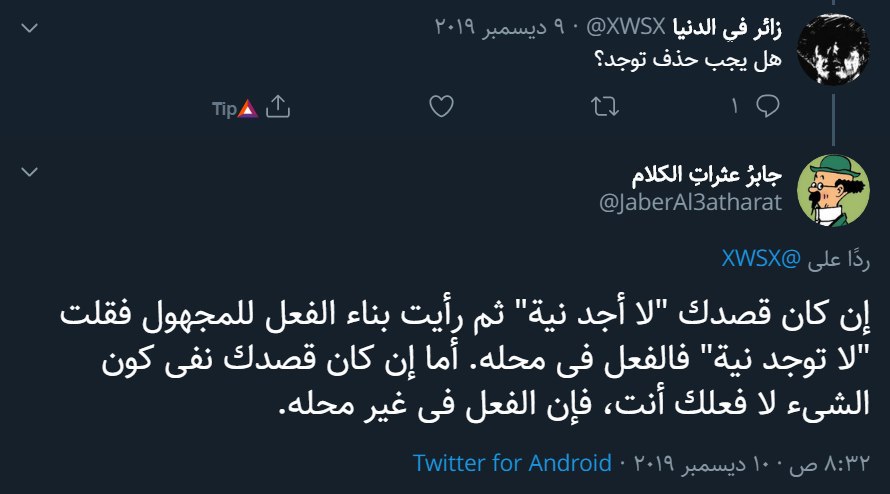 زائر في الدنيا @XWSX · ٩ ديسمبر ٢٠١٩
هل يجب حذف توجد؟
١
Tip
جابرُ عثراتِ الكلام
@JaberAl3atharat
ردًا على @XWSX
إن كان قصدك "لا أجد نية" ثم رأيت بناء الفعل للمجهول فقلت
"لا توجد نية" فالفعل فى محله. أما إن كان قصدك نفى كون
الشىء لا فعلك أنت، فإن الفعل فى غير محله.
٨:٣٢ ص · ١٠ ديسمبر ٢٠١٩ · Twitter for Android